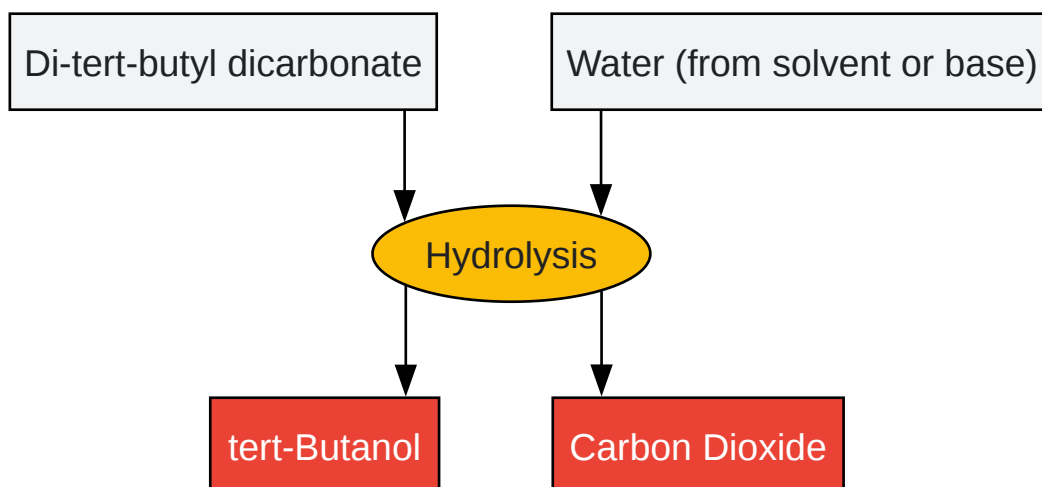 Di-tert-butyl dicarbonate
Water (from solvent or base)
Hydrolysis
tert-Butanol
Carbon Dioxide